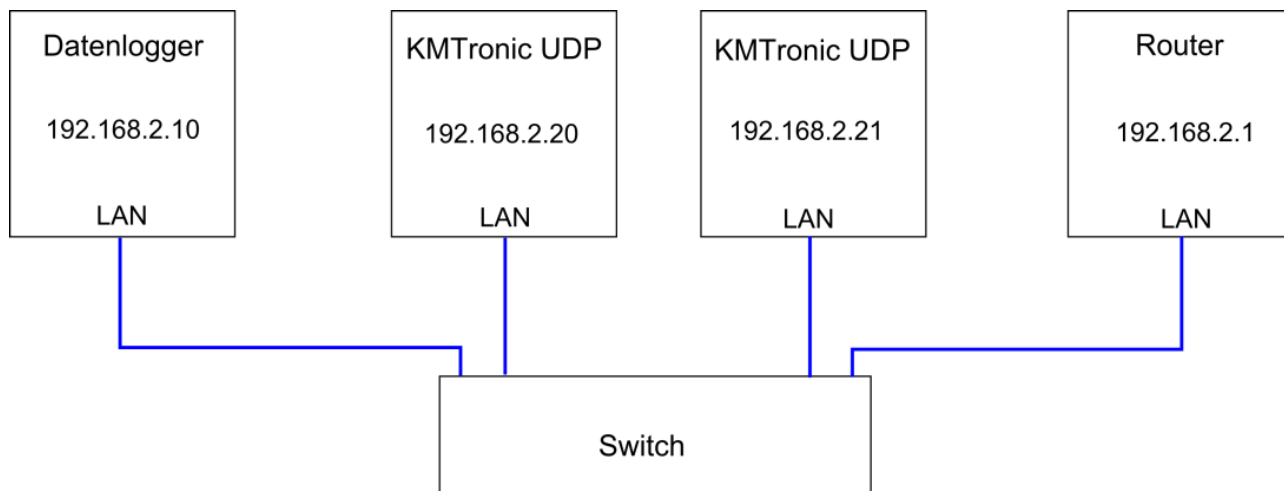 Datenlogger
192.168.2.10
LAN
KMTronic UDP
192.168.2.20
LAN
KMTronic UDP
192.168.2.21
LAN
Router
192.168.2.1
LAN
Switch